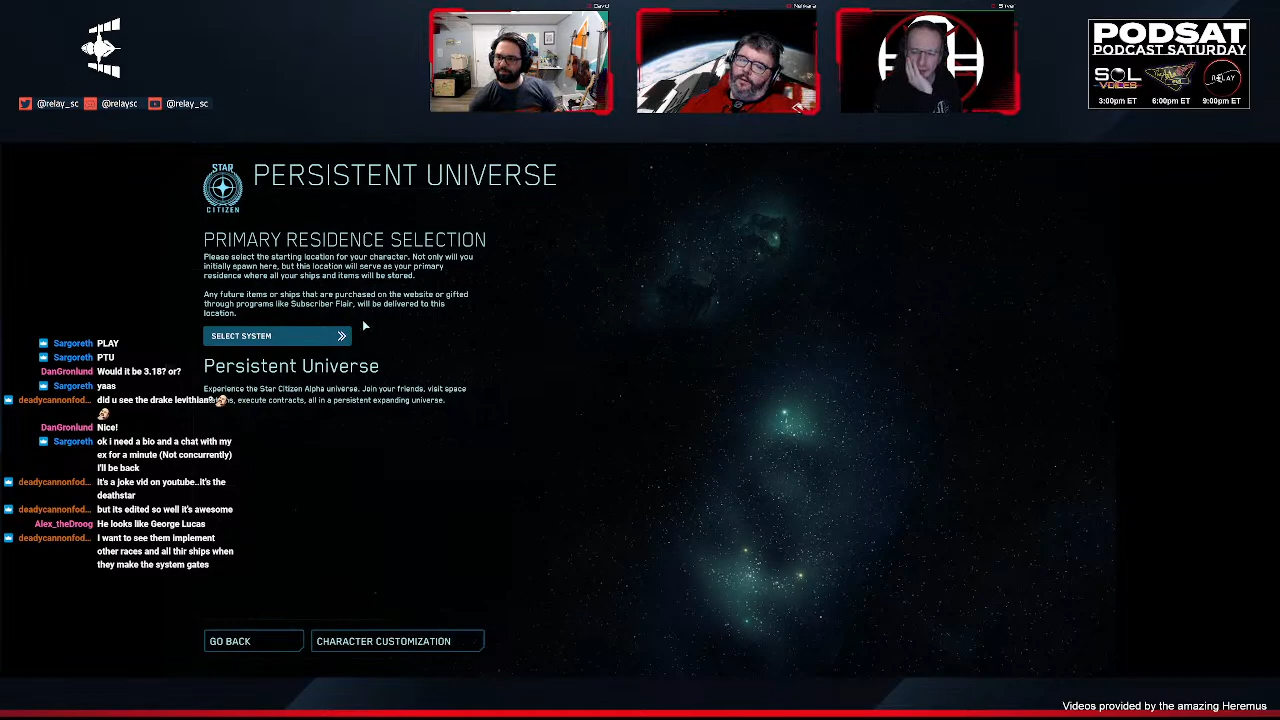 David
PODSAT
PODCAST SATURDAY
SOL
VOICES
RELAY
3:00pm ET
6:00pm ET
9:00pm ET
@relay_sc
@relaysc
@relay_sc
STAR
CITIZEN
PERSISTENT UNIVERSE
PRIMARY RESIDENCE SELECTION
Please select the starting location for your character. Not only will you
initially spawn here, but this location will serve as your primary
residence where all your ships and items will be stored.
Any future items or ships that are purchased on the website or gifted
through programs like Subscriber Flair, will be delivered to this
location.
SELECT SYSTEM
Persistent Universe
Experience the Star Citizen Alpha universe. Join your friends, visit space
execute contracts, all in a persistent expanding universe.
GO BACK
CHARACTER CUSTOMIZATION
Sargoreth PLAY
Sargoreth PTU
DanGronlund Would it be 3.18? or?
Sargoreth yaas
deadycannonfod... did u see the drake levithian?
DanGronlund Nice!
Sargoreth ok i need a bio and a chat with my
ex for a minute (Not concurrently)
I'll be back
deadycannonfod... It's a joke vid on youtube..it's the
deathstar
deadycannonfod... but its edited so well it's awesome
Alex_theDroog He looks like George Lucas
deadycannonfod... I want to see them implement
other races and all thir ships when
they make the system gates
Videos provided by the amazing Heremus